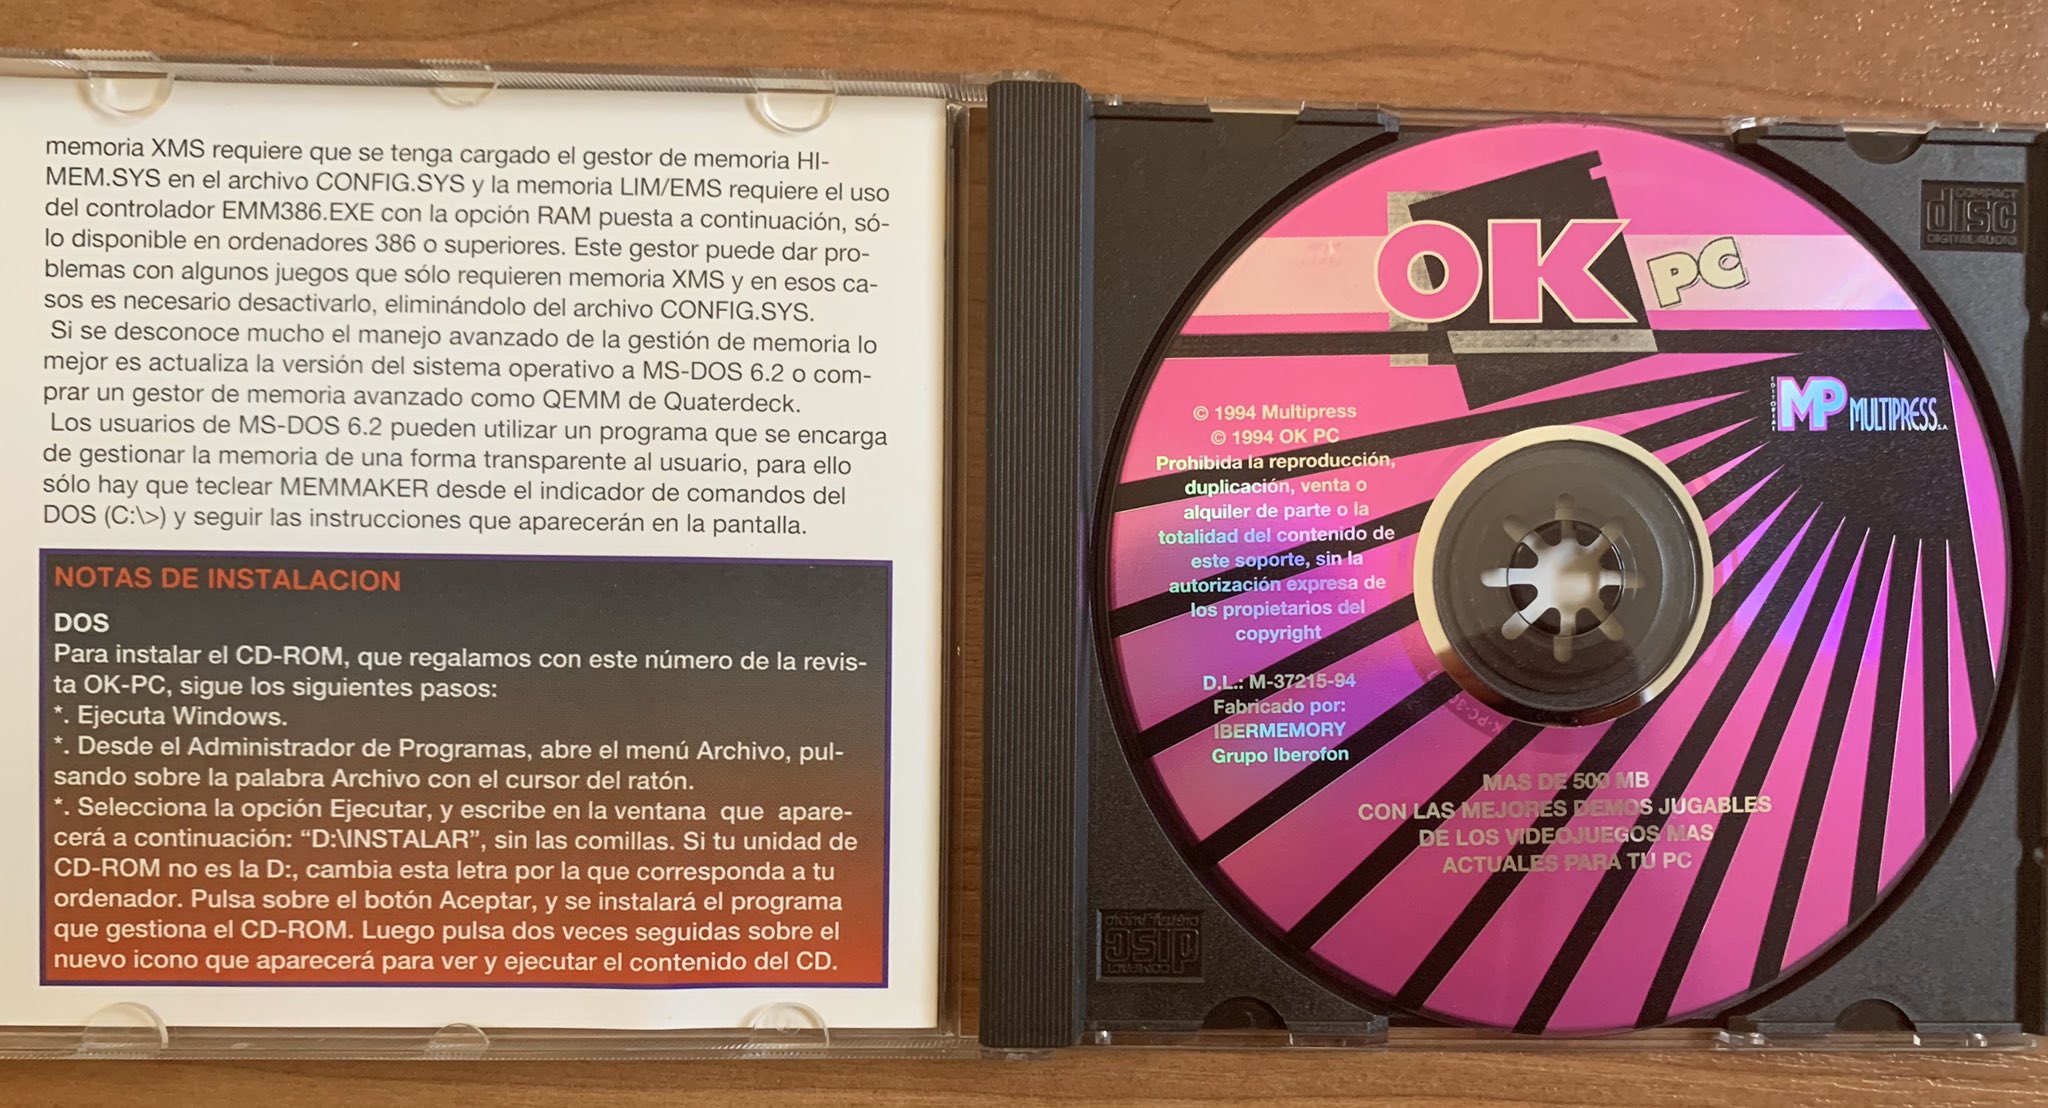 memoria XMS requiere que se tenga cargado el gestor de memoria HI-
MEM.SYS en el archivo CONFIG.SYS y la memoria LIM/EMS requiere el uso
del controlador EMM386.EXE con la opción RAM puesta a continuación, só-
lo disponible en ordenadores 386 o superiores. Este gestor puede dar pro-
blemas con algunos juegos que sólo requieren memoria XMS y en esos ca-
sos es necesario desactivarlo, eliminándolo del archivo CONFIG.SYS.
Si se desconoce mucho el manejo avanzado de la gestión de memoria lo
mejor es actualiza la versión del sistema operativo a MS-DOS 6.2 o com-
prar un gestor de memoria avanzado como QEMM de Quaterdeck.
Los usuarios de MS-DOS 6.2 pueden utilizar un programa que se encarga
de gestionar la memoria de una forma transparente al usuario, para ello
sólo hay que teclear MEMMAKER desde el indicador de comandos del
DOS (C:\>) y seguir las instrucciones que aparecerán en la pantalla.
NOTAS DE INSTALACION
DOS
Para instalar el CD-ROM, que regalamos con este número de la revis-
ta OK-PC, sigue los siguientes pasos:
*. Ejecuta Windows.
*. Desde el Administrador de Programas, abre el menú Archivo, pul-
sando sobre la palabra Archivo con el cursor del ratón.
*. Selecciona la opción Ejecutar, y escribe en la ventana que apare-
cerá a continuación: “D:\INSTALAR”, sin las comillas. Si tu unidad de
CD-ROM no es la D:, cambia esta letra por la que corresponda a tu
ordenador. Pulsa sobre el botón Aceptar, y se instalará el programa
que gestiona el CD-ROM. Luego pulsa dos veces seguidas sobre el
nuevo icono que aparecerá para ver y ejecutar el contenido del CD.
OK PC
COMPACT
disc
DIGITAL AUDIO
EDITORIAL
MP MULTIPRESS S.A.
© 1994 Multipress
© 1994 OK PC
Prohibida la reproducción,
duplicación, venta o
alquiler de parte o la
totalidad del contenido de
este soporte, sin la
autorización expresa de
los propietarios del
copyright
D.L.: M-37215-94
Fabricado por:
IBERMEMORY
Grupo Iberofon
MAS DE 500 MB
CON LAS MEJORES DEMOS JUGABLES
DE LOS VIDEOJUEGOS MAS
ACTUALES PARA TU PC
COMPACT
disc
DIGITAL AUDIO